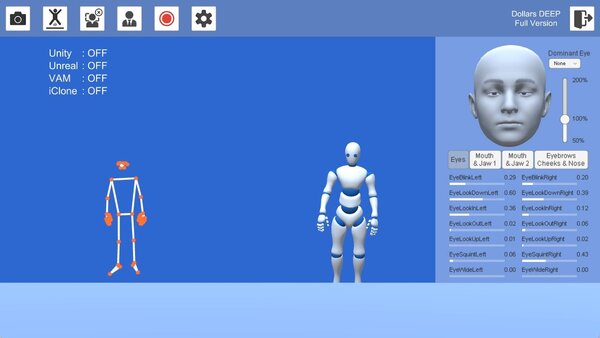 Dollars DEEP
Full Version
Unity : OFF
Unreal : OFF
VAM : OFF
iClone : OFF
Dominant Eye
None
200%
100%
50%
Eyes
Mouth & Jaw 1
Mouth & Jaw 2
Eyebrows Cheeks & Nose
EyeBlinkLeft 0.29 EyeBlinkRight 0.20
EyeLookDownLeft 0.60 EyeLookDownRight 0.39
EyeLookInLeft 0.36 EyeLookInRight 0.12
EyeLookOutLeft 0.02 EyeLookOutRight 0.06
EyeLookUpLeft 0.01 EyeLookUpRight 0.02
EyeSquintLeft 0.06 EyeSquintRight 0.43
EyeWideLeft 0.00 EyeWideRight 0.00